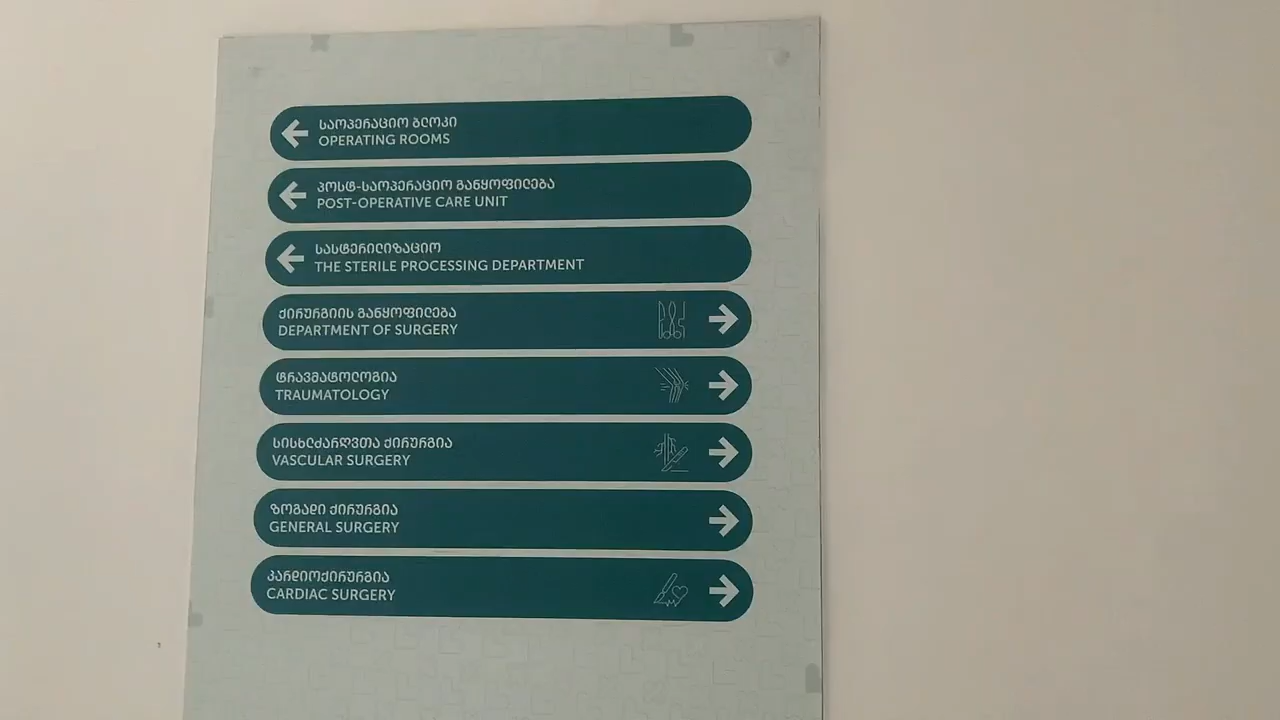 საოპერაციო ბლოკი
OPERATING ROOMS
პოსტ-საოპერაციო განყოფილება
POST-OPERATIVE CARE UNIT
სასტერილიზაციო
THE STERILE PROCESSING DEPARTMENT
ქირურგიის განყოფილება
DEPARTMENT OF SURGERY
ტრავმატოლოგია
TRAUMATOLOGY
სისხლძარღვთა ქირურგია
VASCULAR SURGERY
ზოგადი ქირურგია
GENERAL SURGERY
კარდიოქირურგია
CARDIAC SURGERY